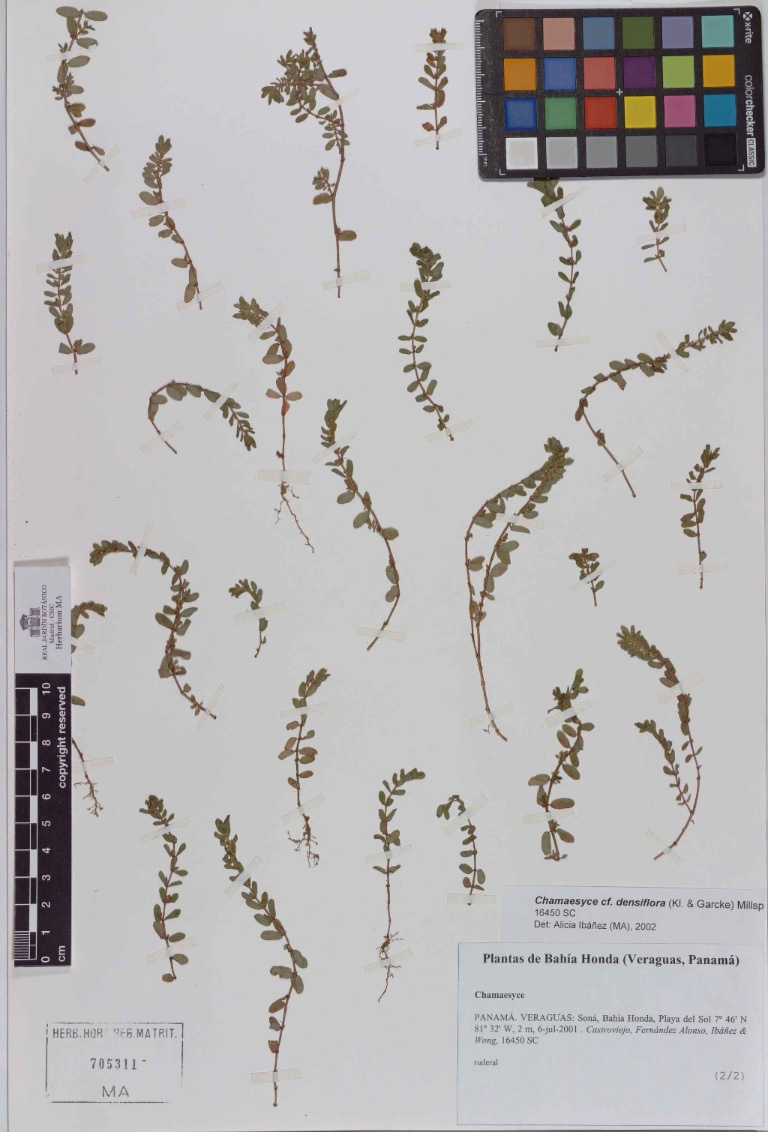 x-rite
colorchecker CLASSIC
REAL JARDÍN BOTÁNICO
Madrid - CSIC
Herbarium MA
copyright reserved
10
9
8
7
6
5
4
3
2
1
0
cm
Chamaesyce cf. densiflora (Kl. & Garcke) Millsp
16450 SC
Det: Alicia Ibáñez (MA), 2002
Plantas de Bahía Honda (Veraguas, Panamá)
Chamaesyce
PANAMÁ. VERAGUAS: Soná, Bahía Honda, Playa del Sol 7º 46' N
81º 32' W, 2 m, 6-jul-2001 . Castroviejo, Fernández Alonso, Ibáñez &
Wong, 16450 SC
ruderal
(2/2)
HERB. HORT. REG. MATRIT.
705311
MA